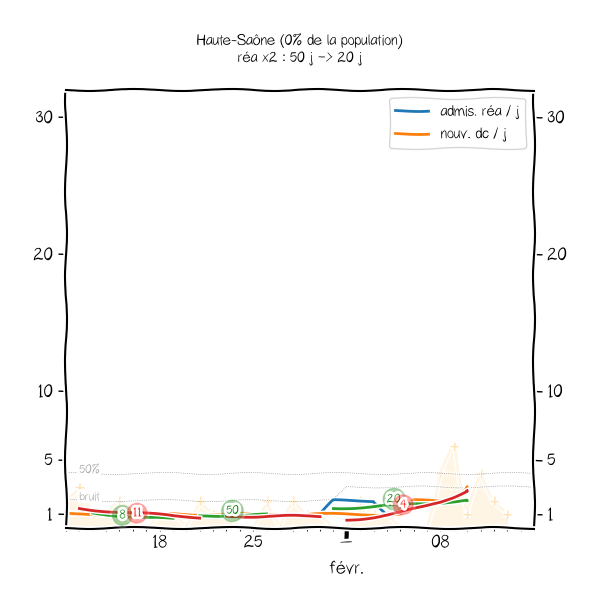 Haute-Saône (0% de la population)
réa x2 : 50 j -> 20 j
admis. réa / j
nouv. dc / j
30 30
20 20
10 10
5 5
50%
bruit
1 1
8 11 50 20 4
18 25 08
févr.